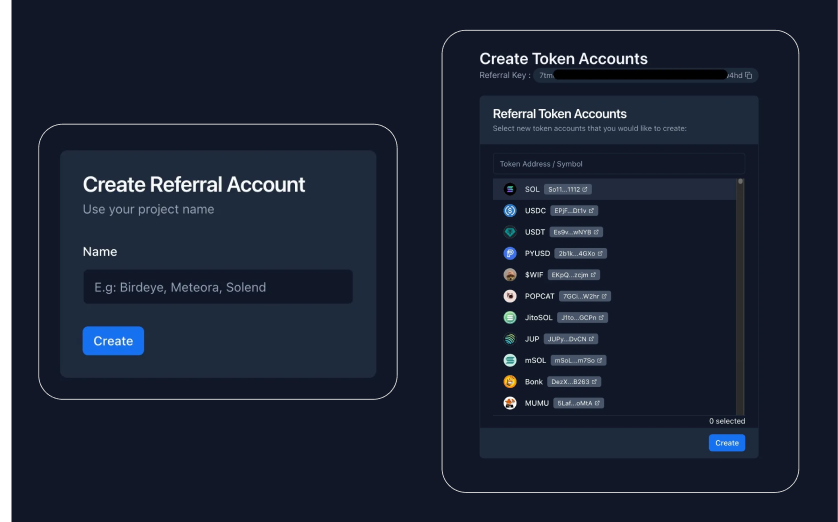 Create Referral Account
Use your project name
Name
E.g: Birdeye, Meteora, Solend
Create
Create Token Accounts
Referral Key : 7tm v4hd
Referral Token Accounts
Select new token accounts that you would like to create:
Token Address / Symbol
SOL So11...1112
USDC EPjF...Dt1v
USDT Es9v...wNYB
PYUSD 2b1k...4GXo
$WIF EKpQ...zcjm
POPCAT 7GCi...W2hr
JitoSOL J1to...GCPn
JUP JUPy...DvCN
mSOL mSoL...m7So
Bonk DezX...B263
MUMU 5Laf...oMtA
0 selected
Create